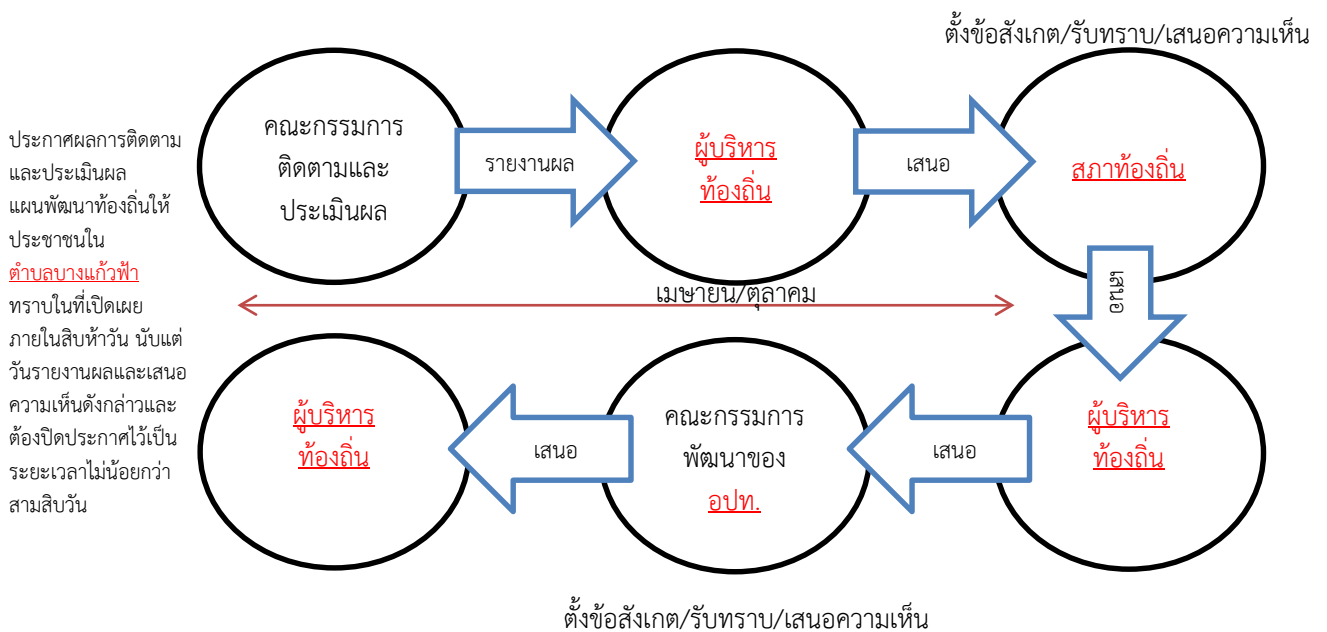 ตั้งข้อสังเกต/รับทราบ/เสนอความเห็น
คณะกรรมการ
ติดตามและ
ประเมินผล
รายงานผล
ผู้บริหาร
ท้องถิ่น
เสนอ
สภาท้องถิ่น
เสนอ
เมษายน/ตุลาคม
ผู้บริหาร
ท้องถิ่น
เสนอ
คณะกรรมการ
พัฒนาของ
อปท.
เสนอ
ผู้บริหาร
ท้องถิ่น
ประกาศผลการติดตาม
และประเมินผล
แผนพัฒนาท้องถิ่นให้
ประชาชนใน
ตำบลบางแก้วฟ้า
ทราบในที่เปิดเผย
ภายในสิบห้าวัน นับแต่
วันรายงานผลและเสนอ
ความเห็นดังกล่าวและ
ต้องปิดประกาศไว้เป็น
ระยะเวลาไม่น้อยกว่า
สามสิบวัน
ตั้งข้อสังเกต/รับทราบ/เสนอความเห็น